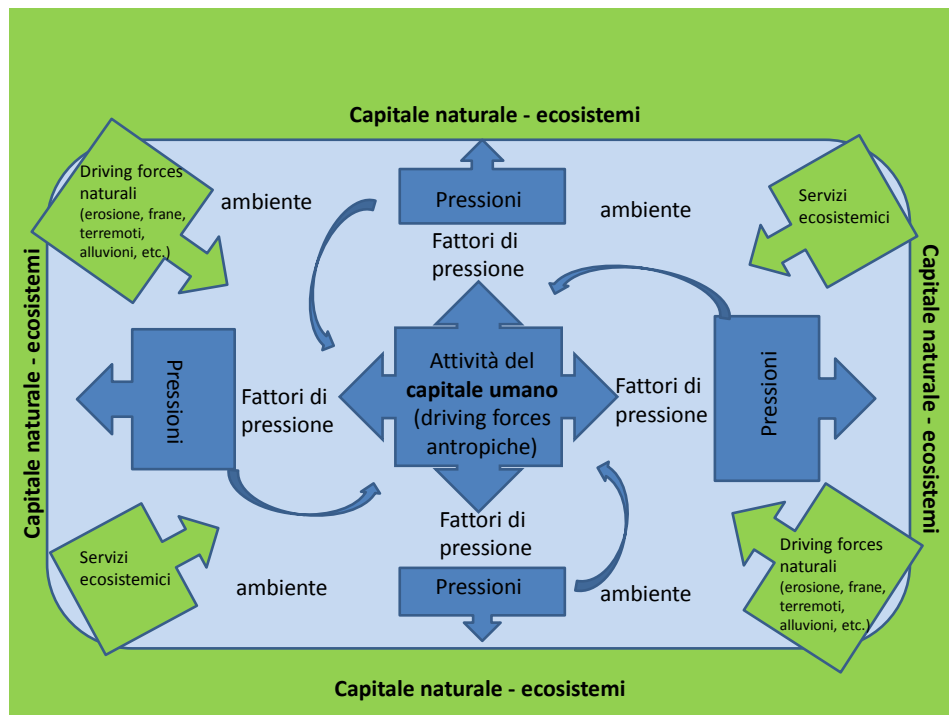 Capitale naturale - ecosistemi
Driving forces
naturali
(erosione, frane,
terremoti,
alluvioni, etc.)
ambiente
Pressioni
ambiente
Servizi
ecosistemici
Fattori di
pressione
Capitale naturale - ecosistemi
Pressioni
Fattori di
pressione
Attività del
capitale umano
(driving forces
antropiche)
Fattori di
pressione
Pressioni
Capitale naturale - ecosistemi
Fattori di
pressione
Servizi
ecosistemici
ambiente
Pressioni
ambiente
Driving forces
naturali
(erosione, frane,
terremoti,
alluvioni, etc.)
Capitale naturale - ecosistemi